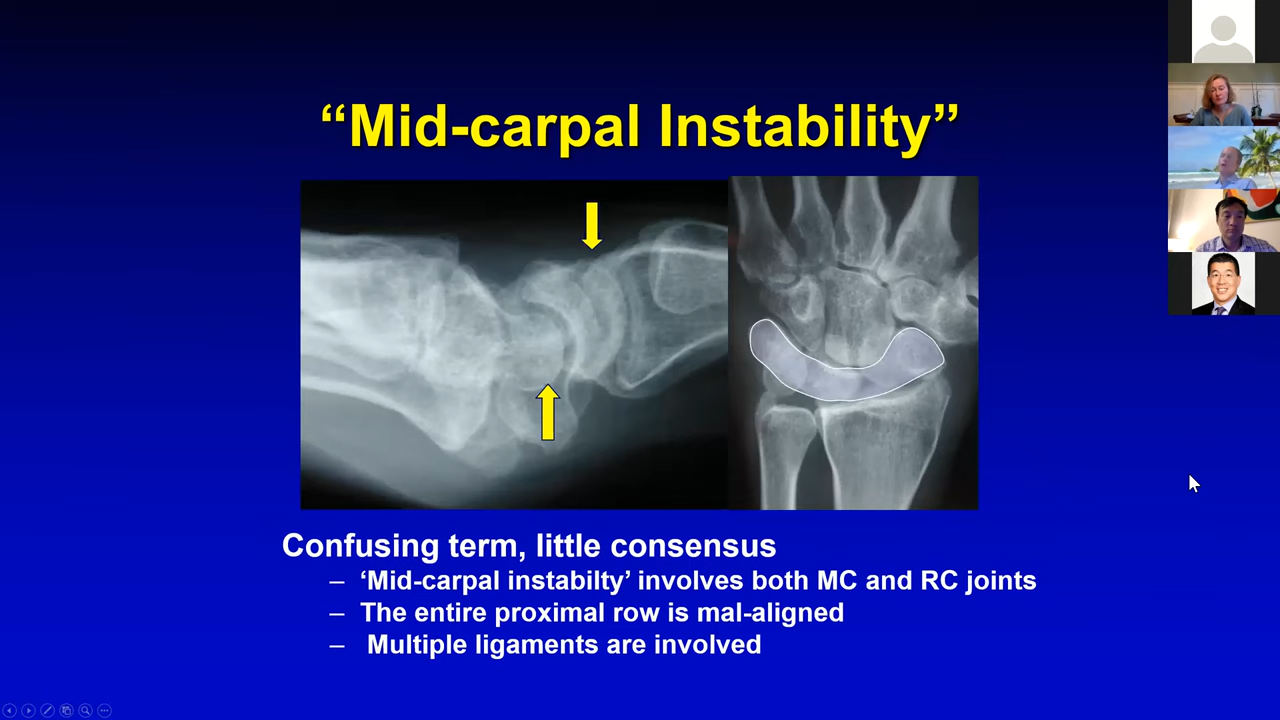 “Mid-carpal Instability”
Confusing term, little consensus
– ‘Mid-carpal instabilty’ involves both MC and RC joints
– The entire proximal row is mal-aligned
– Multiple ligaments are involved